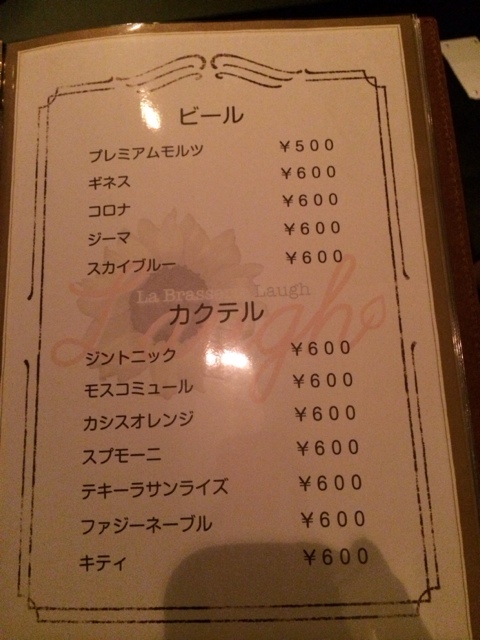 ビール
プレミアムモルツ ¥500
ギネス ¥600
コロナ ¥600
ジーマ ¥600
スカイブルー ¥600
La Brasserie Laugh
Laugh
カクテル
ジントニック ¥600
モスコミュール ¥600
カシスオレンジ ¥600
スプモーニ ¥600
テキーラサンライズ ¥600
ファジーネーブル ¥600
キティ ¥600